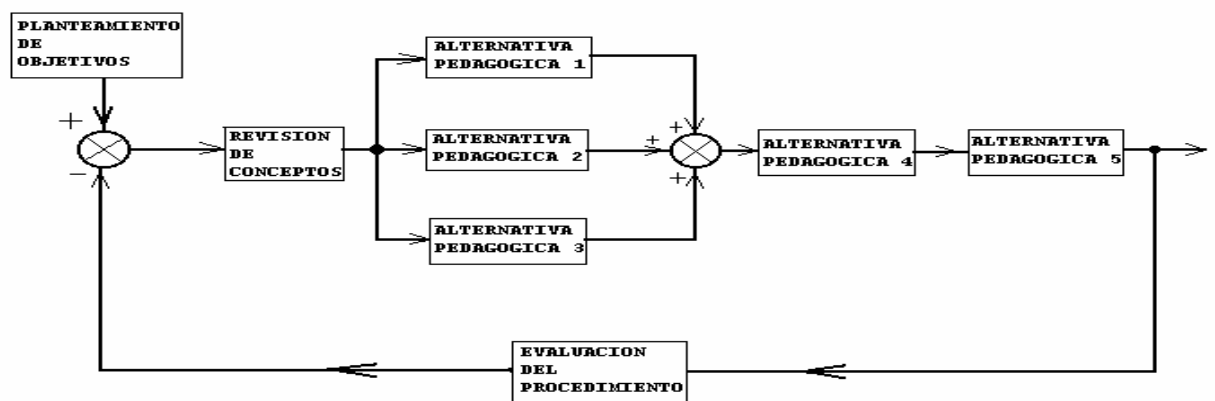 PLANTEAMIENTO
DE
OBJETIVOS
+
-
REVISION
DE
CONCEPTOS
ALTERNATIVA
PEDAGOGICA 1
ALTERNATIVA
PEDAGOGICA 2
ALTERNATIVA
PEDAGOGICA 3
+
+
+
ALTERNATIVA
PEDAGOGICA 4
ALTERNATIVA
PEDAGOGICA 5
EVALUACION
DEL
PROCEDIMIENTO